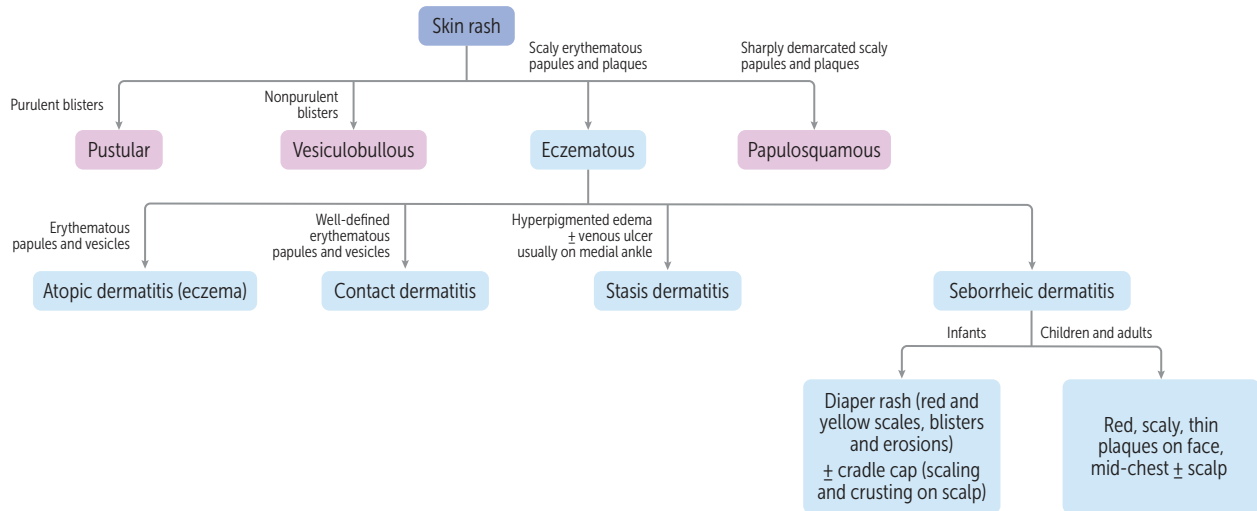 Skin rash
Scaly erythematous
papules and plaques
Sharply demarcated scaly
papules and plaques
Purulent blisters
Nonpurulent
blisters
Pustular
Vesiculobullous
Eczematous
Papulosquamous
Erythematous
papules and vesicles
Well-defined
erythematous
papules and vesicles
Hyperpigmented edema
± venous ulcer
usually on medial ankle
Atopic dermatitis (eczema)
Contact dermatitis
Stasis dermatitis
Seborrheic dermatitis
Infants
Children and adults
Diaper rash (red and
yellow scales, blisters
and erosions)
± cradle cap (scaling
and crusting on scalp)
Red, scaly, thin
plaques on face,
mid-chest ± scalp